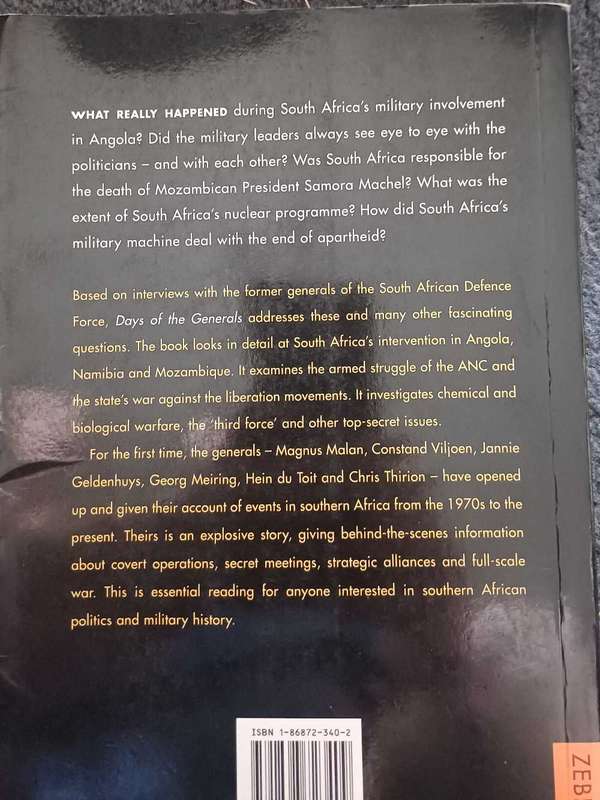 WHAT REALLY HAPPENED during South Africa's military involvement
in Angola? Did the military leaders always see eye to eye with the
politicians – and with each other? Was South Africa responsible for
the death of Mozambican President Samora Machel? What was the
extent of South Africa's nuclear programme? How did South Africa's
military machine deal with the end of apartheid?
Based on interviews with the former generals of the South African Defence
Force, Days of the Generals addresses these and many other fascinating
questions. The book looks in detail at South Africa's intervention in Angola,
Namibia and Mozambique. It examines the armed struggle of the ANC and
the state's war against the liberation movements. It investigates chemical and
biological warfare, the 'third force' and other top-secret issues.
For the first time, the generals – Magnus Malan, Constand Viljoen, Jannie
Geldenhuys, Georg Meiring, Hein du Toit and Chris Thirion – have opened
up and given their account of events in southern Africa from the 1970s to the
present. Theirs is an explosive story, giving behind-the-scenes information
about covert operations, secret meetings, strategic alliances and full-scale
war. This is essential reading for anyone interested in southern African
politics and military history.
ISBN 1-86872-340-2